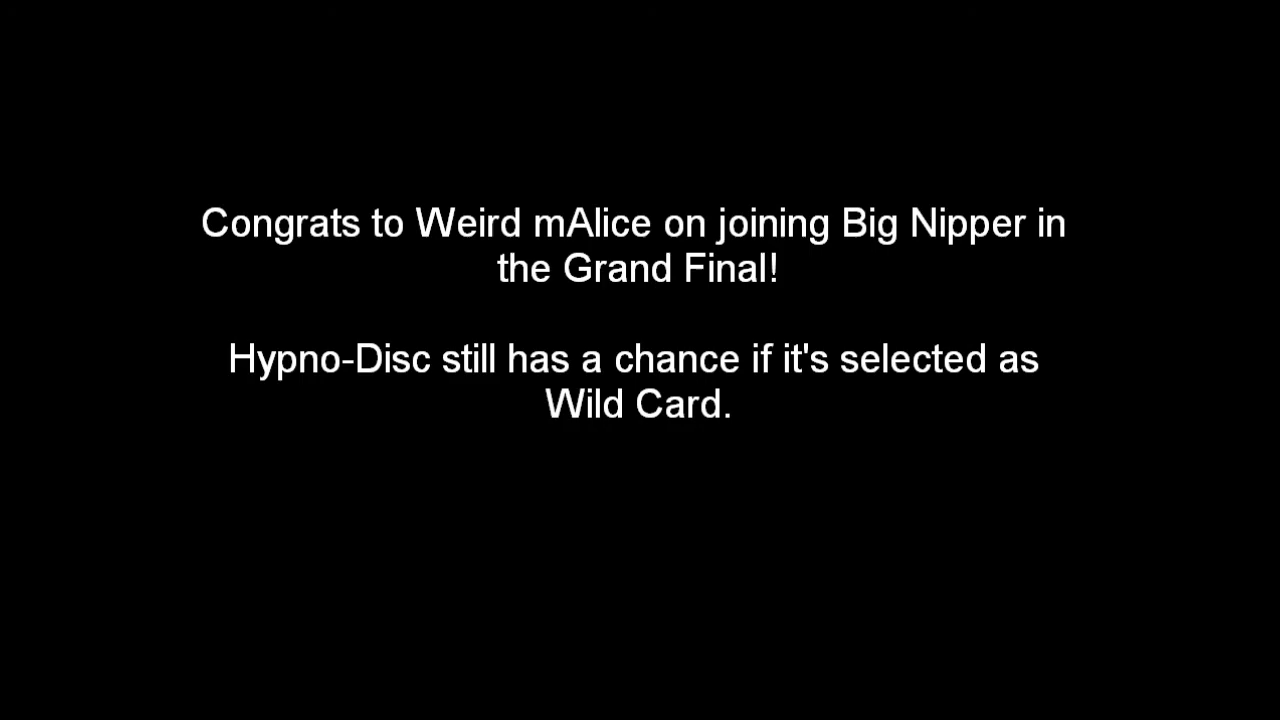 Congrats to Weird mAlice on joining Big Nipper in
the Grand Final!
Hypno-Disc still has a chance if it's selected as
Wild Card.